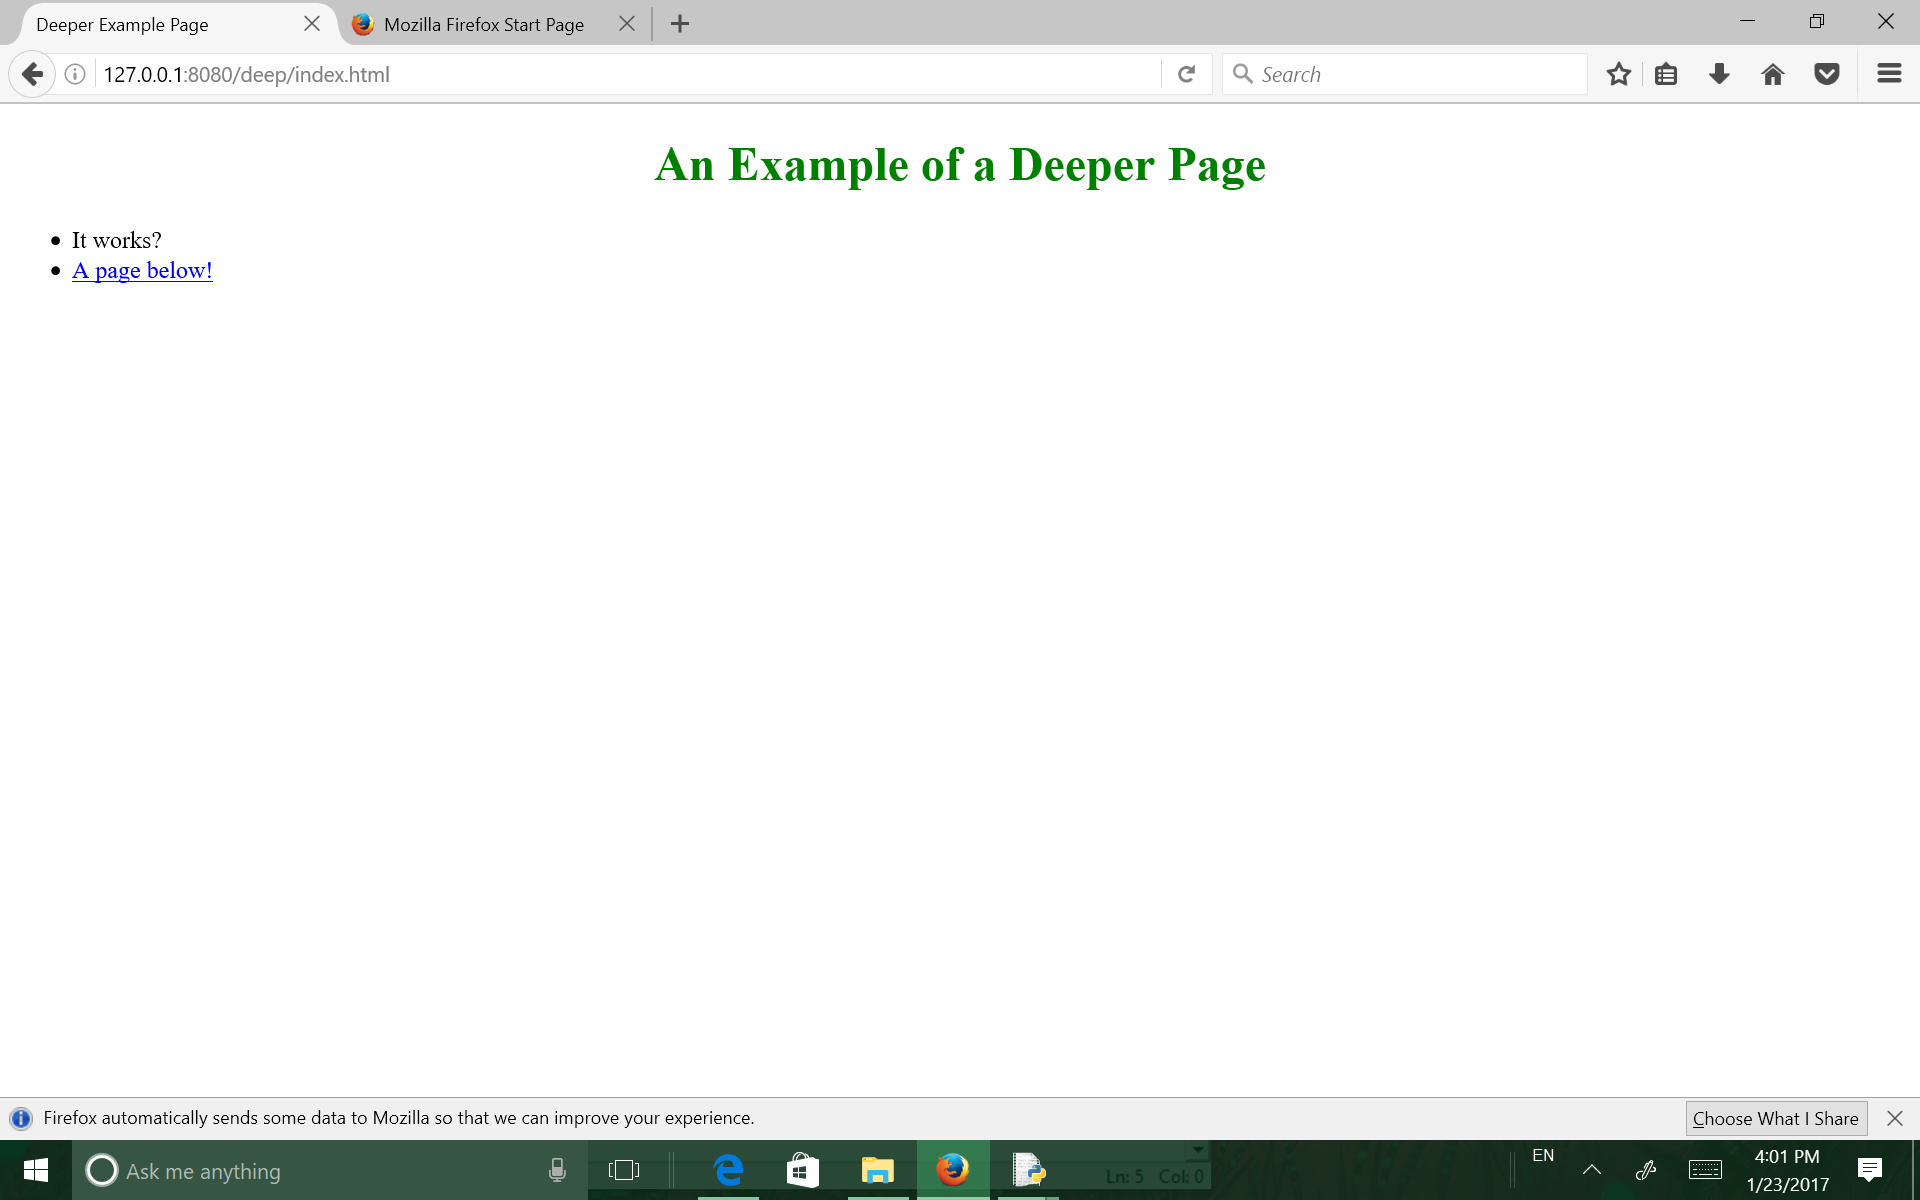 Deeper Example Page
Mozilla Firefox Start Page
127.0.0.1:8080/deep/index.html
Search
An Example of a Deeper Page
It works?
A page below!
Firefox automatically sends some data to Mozilla so that we can improve your experience.
Choose What I Share
Ask me anything
Ln: 5 Col: 0
EN
4:01 PM
1/23/2017